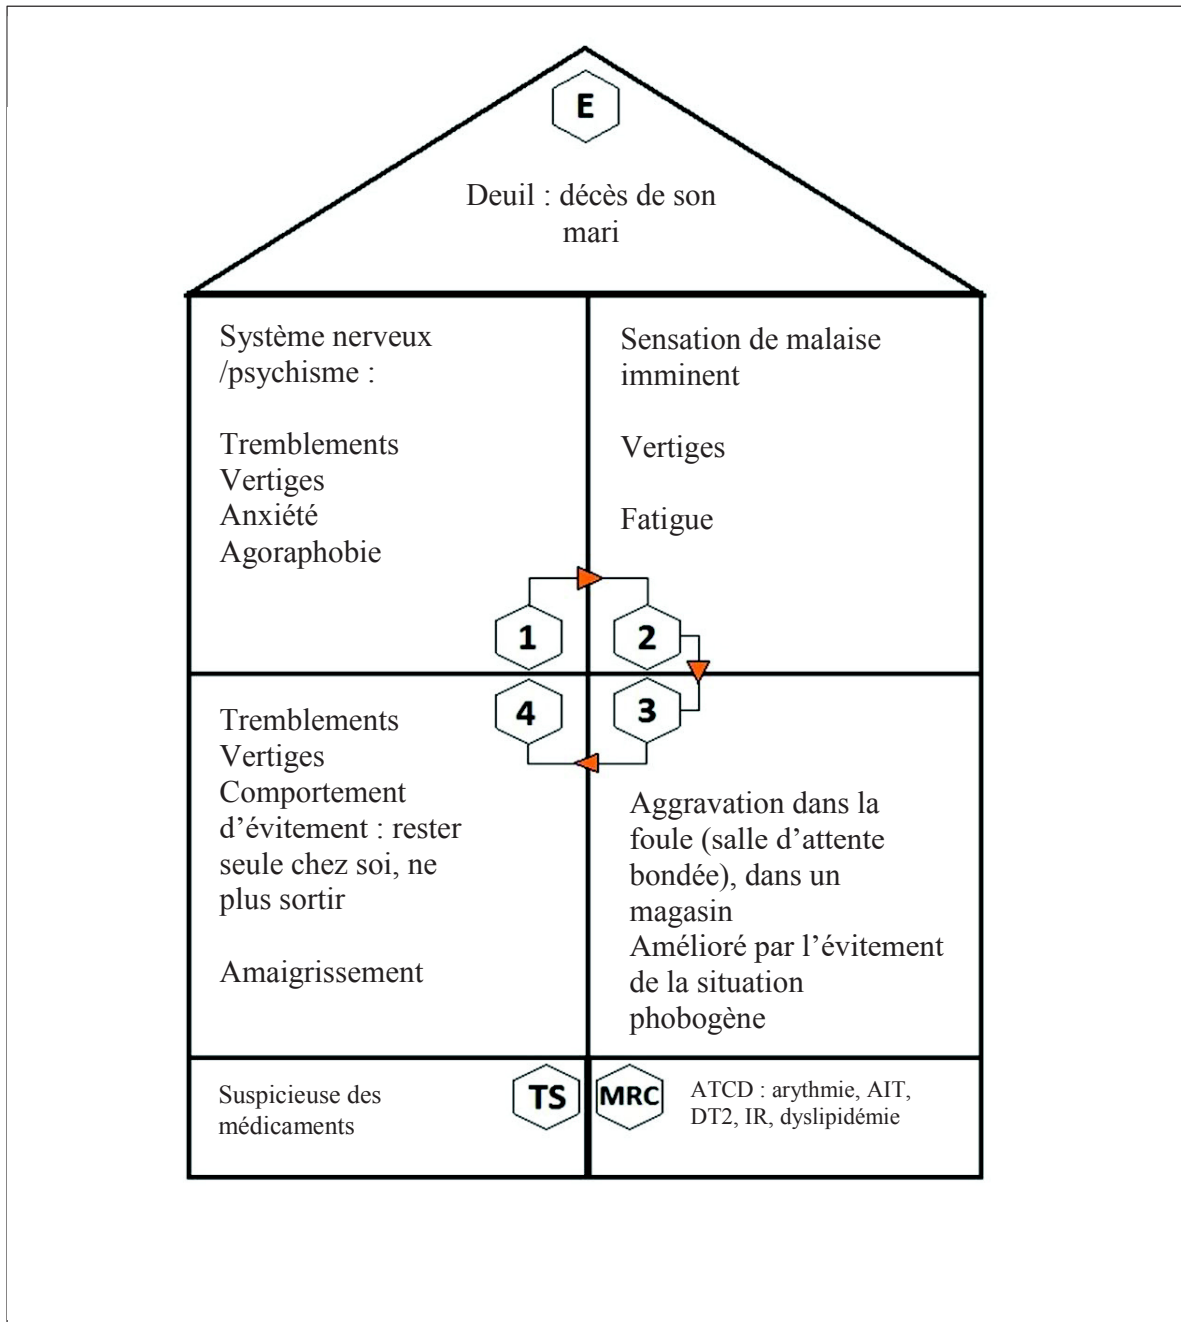 E
Deuil : décès de son
mari
Système nerveux
/psychisme :
Tremblements
Vertiges
Anxiété
Agoraphobie
1
Sensation de malaise
imminent
Vertiges
Fatigue
2
Aggravation dans la
foule (salle d’attente
bondée), dans un
magasin
Amélioré par l’évitement
de la situation
phobogène
3
Tremblements
Vertiges
Comportement
d’évitement : rester
seule chez soi, ne
plus sortir
Amaigrissement
4
Suspicieuse des
médicaments
TS
MRC
ATCD : arythmie, AIT,
DT2, IR, dyslipidémie